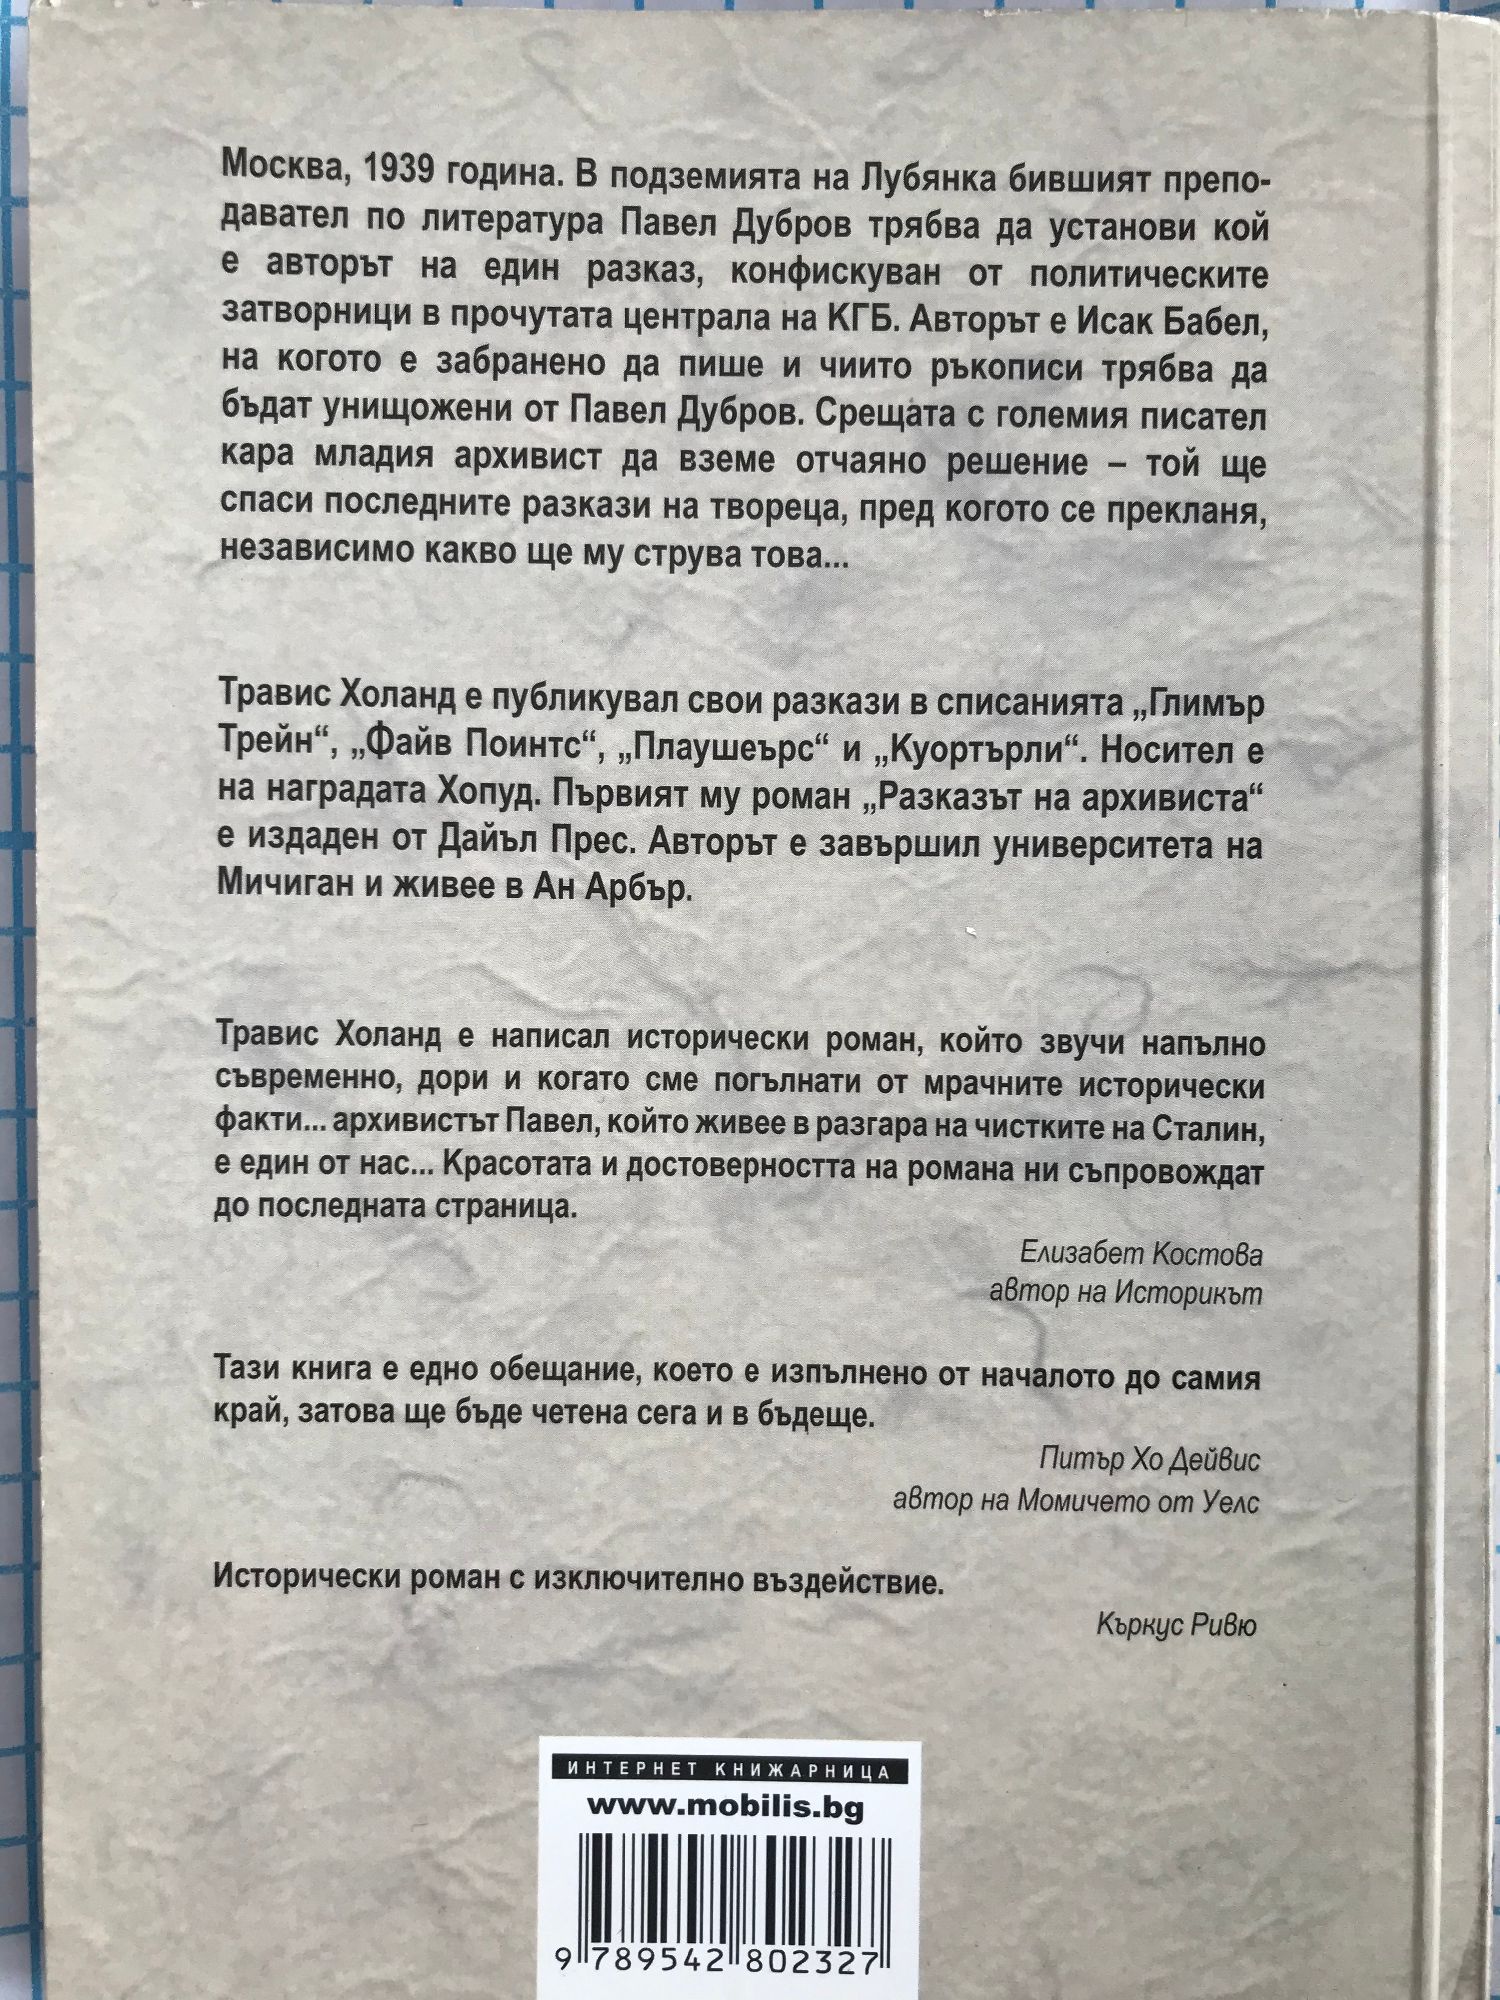 Москва, 1939 година. В подземията на Лубянка бившият препо-
давател по литература Павел Дубров трябва да установи кой
е авторът на един разказ, конфискуван от политическите
затворници в прочутата централа на КГБ. Авторът е Исак Бабел,
на когото е забранено да пише и чиито ръкописи трябва да
бъдат унищожени от Павел Дубров. Срещата с големия писател
кара младия архивист да вземе отчаяно решение – той ще
спаси последните разкази на твореца, пред когото се прекланя,
независимо какво ще му струва това...
Травис Холанд е публикувал свои разкази в списанията „Глимър
Трейн“, „Файв Поинтс“, „Плаушеърс“ и „Куортърли“. Носител е
на наградата Хопуд. Първият му роман „Разказът на архивиста“
е издаден от Дайъл Прес. Авторът е завършил университета на
Мичиган и живее в Ан Арбър.
Травис Холанд е написал исторически роман, който звучи напълно
съвременно, дори и когато сме погълнати от мрачните исторически
факти... архивистът Павел, който живее в разгара на чистките на Сталин,
е един от нас... Красотата и достоверността на романа ни съпровождат
до последната страница.
Елизабет Костова
автор на Историкът
Тази книга е едно обещание, което е изпълнено от началото до самия
край, затова ще бъде четена сега и в бъдеще.
Питър Хо Дейвис
автор на Момичето от Уелс
Исторически роман с изключително въздействие.
Къркус Ривю
ИНТЕРНЕТ КНИЖАРНИЦА
www.mobilis.bg
9 789542 802327